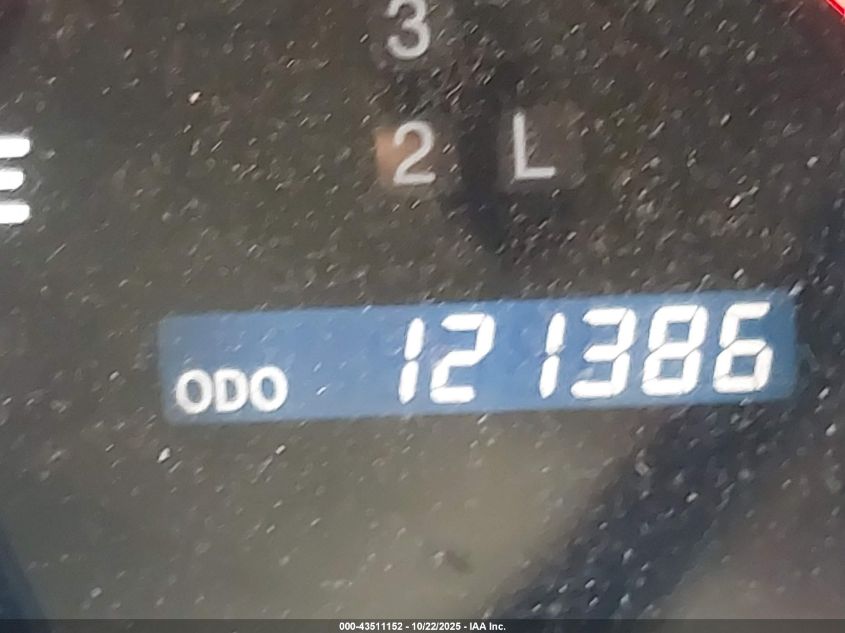 3
2 L
E
ODO 121386
000-43511152 - 10/22/2025 - IAA Inc.